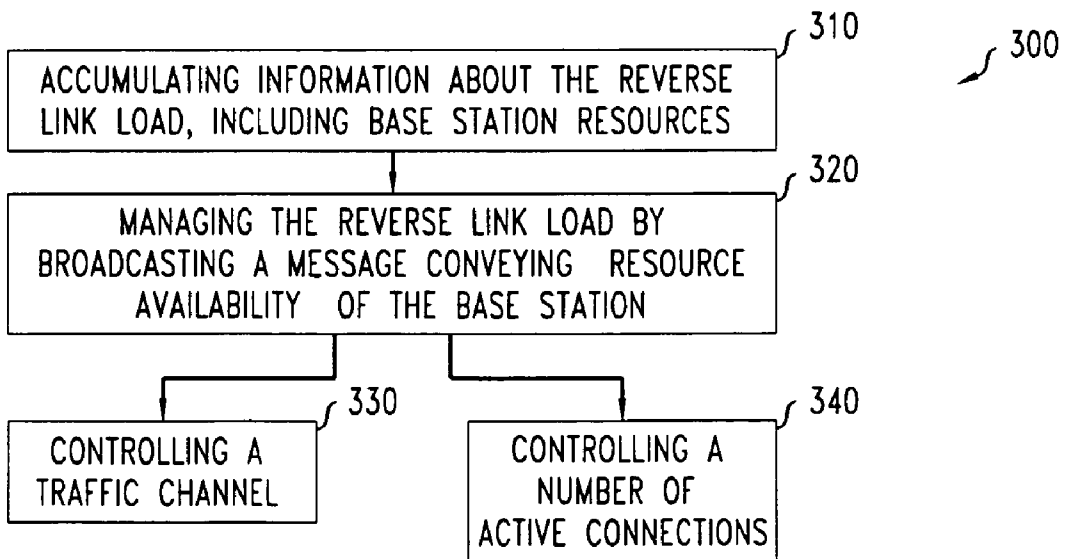 310
300
ACCUMULATING INFORMATION ABOUT THE REVERSE
LINK LOAD, INCLUDING BASE STATION RESOURCES
320
MANAGING THE REVERSE LINK LOAD BY
BROADCASTING A MESSAGE CONVEYING RESOURCE
AVAILABILITY OF THE BASE STATION
330
CONTROLLING A
TRAFFIC CHANNEL
340
CONTROLLING A
NUMBER OF
ACTIVE CONNECTIONS